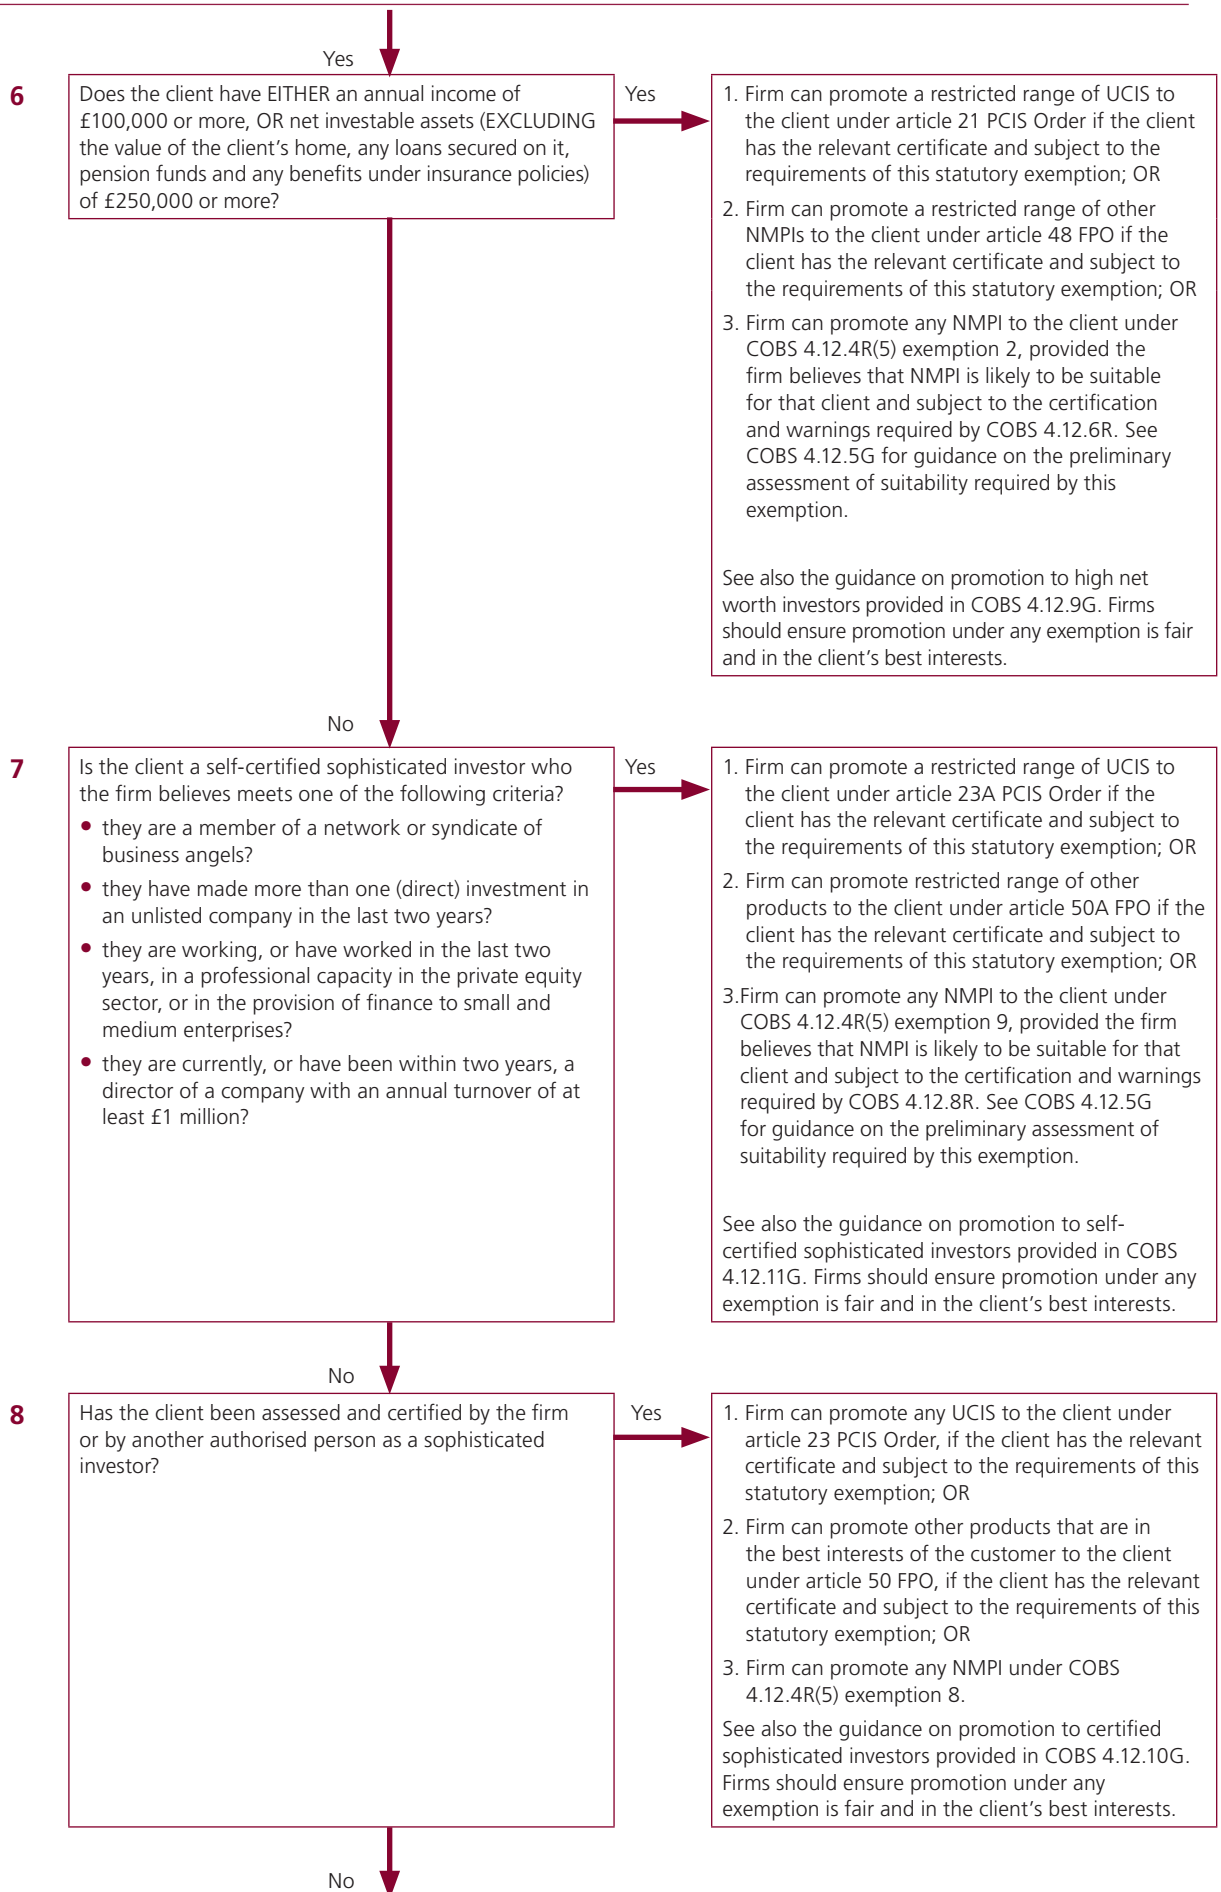 Yes
6
Does the client have EITHER an annual income of
£100,000 or more, OR net investable assets (EXCLUDING
the value of the client's home, any loans secured on it,
pension funds and any benefits under insurance policies)
of £250,000 or more?
Yes
1. Firm can promote a restricted range of UCIS to
the client under article 21 PCIS Order if the client
has the relevant certificate and subject to the
requirements of this statutory exemption; OR
2. Firm can promote a restricted range of other
NMPIs to the client under article 48 FPO if the
client has the relevant certificate and subject to
the requirements of this statutory exemption; OR
3. Firm can promote any NMPI to the client under
COBS 4.12.4R(5) exemption 2, provided the
firm believes that NMPI is likely to be suitable
for that client and subject to the certification
and warnings required by COBS 4.12.6R. See
COBS 4.12.5G for guidance on the preliminary
assessment of suitability required by this
exemption.
See also the guidance on promotion to high net
worth investors provided in COBS 4.12.9G. Firms
should ensure promotion under any exemption is fair
and in the client's best interests.
No
7
Is the client a self-certified sophisticated investor who
the firm believes meets one of the following criteria?
• they are a member of a network or syndicate of
business angels?
• they have made more than one (direct) investment in
an unlisted company in the last two years?
• they are working, or have worked in the last two
years, in a professional capacity in the private equity
sector, or in the provision of finance to small and
medium enterprises?
• they are currently, or have been within two years, a
director of a company with an annual turnover of at
least £1 million?
Yes
1. Firm can promote a restricted range of UCIS to
the client under article 23A PCIS Order if the
client has the relevant certificate and subject to
the requirements of this statutory exemption; OR
2. Firm can promote restricted range of other
products to the client under article 50A FPO if the
client has the relevant certificate and subject to
the requirements of this statutory exemption; OR
3.Firm can promote any NMPI to the client under
COBS 4.12.4R(5) exemption 9, provided the firm
believes that NMPI is likely to be suitable for that
client and subject to the certification and warnings
required by COBS 4.12.8R. See COBS 4.12.5G
for guidance on the preliminary assessment of
suitability required by this exemption.
See also the guidance on promotion to self-
certified sophisticated investors provided in COBS
4.12.11G. Firms should ensure promotion under any
exemption is fair and in the client's best interests.
No
8
Has the client been assessed and certified by the firm
or by another authorised person as a sophisticated
investor?
Yes
1. Firm can promote any UCIS to the client under
article 23 PCIS Order, if the client has the relevant
certificate and subject to the requirements of this
statutory exemption; OR
2. Firm can promote other products that are in
the best interests of the customer to the client
under article 50 FPO, if the client has the relevant
certificate and subject to the requirements of this
statutory exemption; OR
3. Firm can promote any NMPI under COBS
4.12.4R(5) exemption 8.
See also the guidance on promotion to certified
sophisticated investors provided in COBS 4.12.10G.
Firms should ensure promotion under any
exemption is fair and in the client's best interests.
No